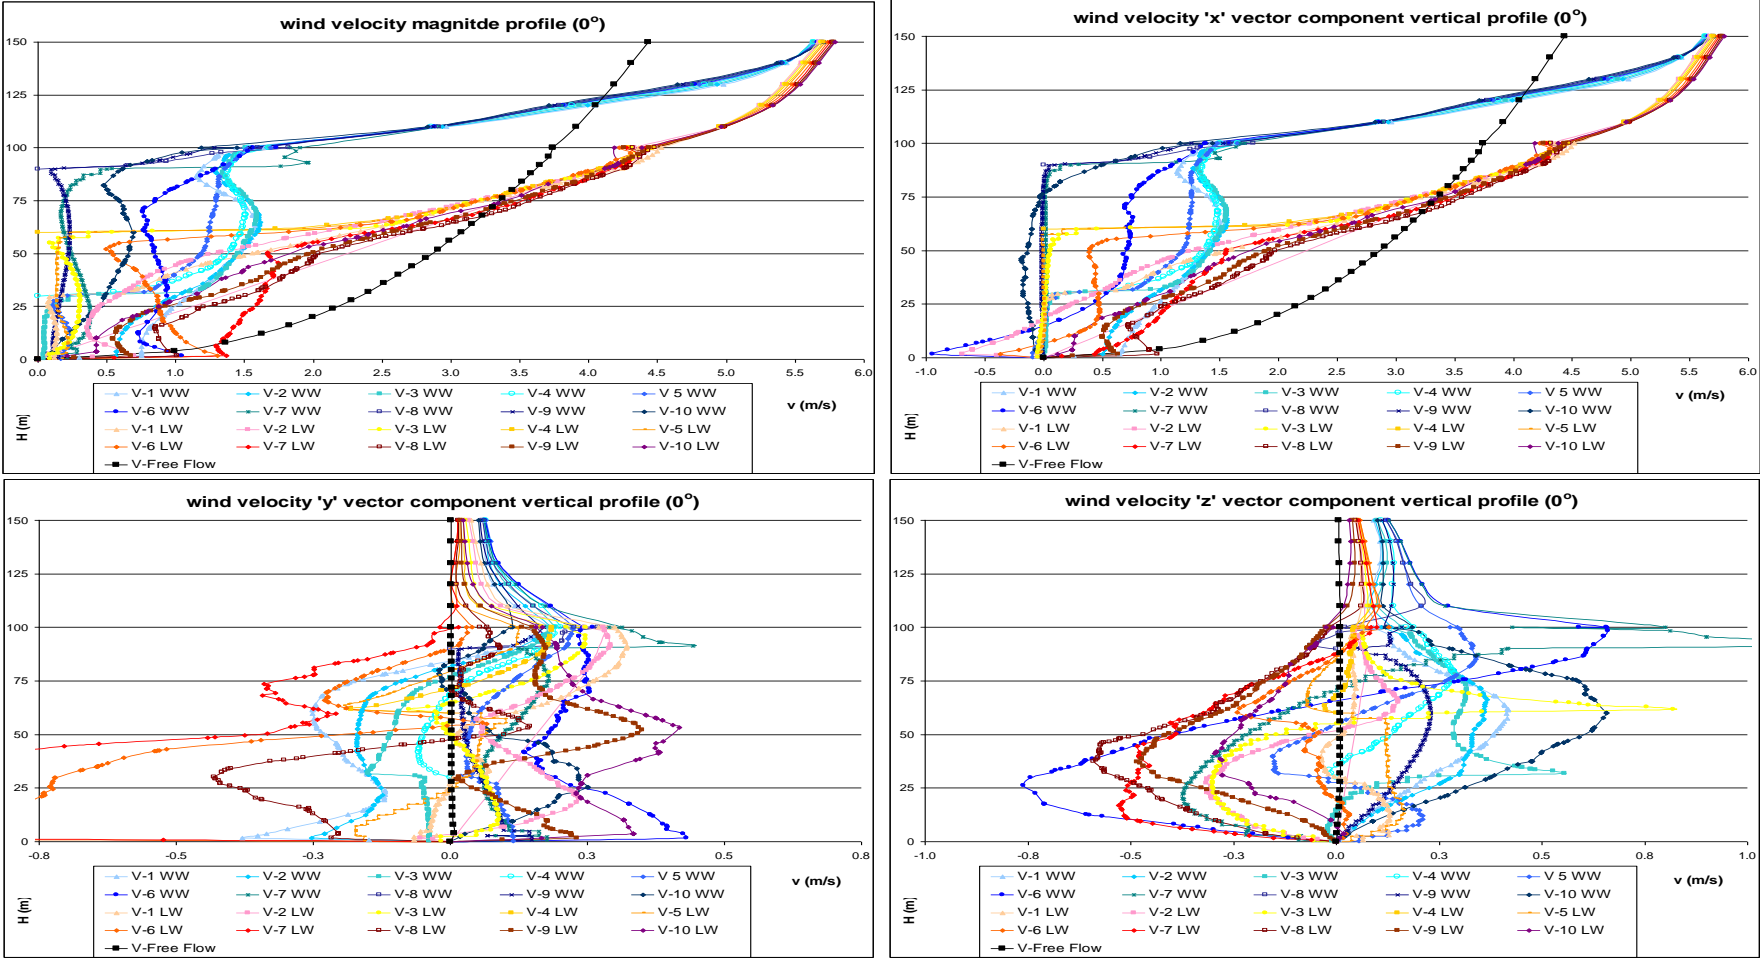 wind velocity magnitde profile (0°)
150
125
100
75
50
25
0
0.0 0.5 1.0 1.5 2.0 2.5 3.0 3.5 4.0 4.5 5.0 5.5 6.0
H (m)
v (m/s)
V-1 WW V-2 WW V-3 WW V-4 WW V 5 WW
V-6 WW V-7 WW V-8 WW V-9 WW V-10 WW
V-1 LW V-2 LW V-3 LW V-4 LW V-5 LW
V-6 LW V-7 LW V-8 LW V-9 LW V-10 LW
V-Free Flow
wind velocity 'x' vector component vertical profile (0°)
150
125
100
75
50
25
0
-1.0 -0.5 0.0 0.5 1.0 1.5 2.0 2.5 3.0 3.5 4.0 4.5 5.0 5.5 6.0
H (m)
v (m/s)
V-1 WW V-2 WW V-3 WW V-4 WW V 5 WW
V-6 WW V-7 WW V-8 WW V-9 WW V-10 WW
V-1 LW V-2 LW V-3 LW V-4 LW V-5 LW
V-6 LW V-7 LW V-8 LW V-9 LW V-10 LW
V-Free Flow
wind velocity 'y' vector component vertical profile (0°)
150
125
100
75
50
25
0
-0.8 -0.5 -0.3 0.0 0.3 0.5 0.8
H (m)
v (m/s)
V-1 WW V-2 WW V-3 WW V-4 WW V 5 WW
V-6 WW V-7 WW V-8 WW V-9 WW V-10 WW
V-1 LW V-2 LW V-3 LW V-4 LW V-5 LW
V-6 LW V-7 LW V-8 LW V-9 LW V-10 LW
V-Free Flow
wind velocity 'z' vector component vertical profile (0°)
150
125
100
75
50
25
0
-1.0 -0.8 -0.5 -0.3 0.0 0.3 0.5 0.8 1.0
H (m)
v (m/s)
V-1 WW V-2 WW V-3 WW V-4 WW V 5 WW
V-6 WW V-7 WW V-8 WW V-9 WW V-10 WW
V-1 LW V-2 LW V-3 LW V-4 LW V-5 LW
V-6 LW V-7 LW V-8 LW V-9 LW V-10 LW
V-Free Flow